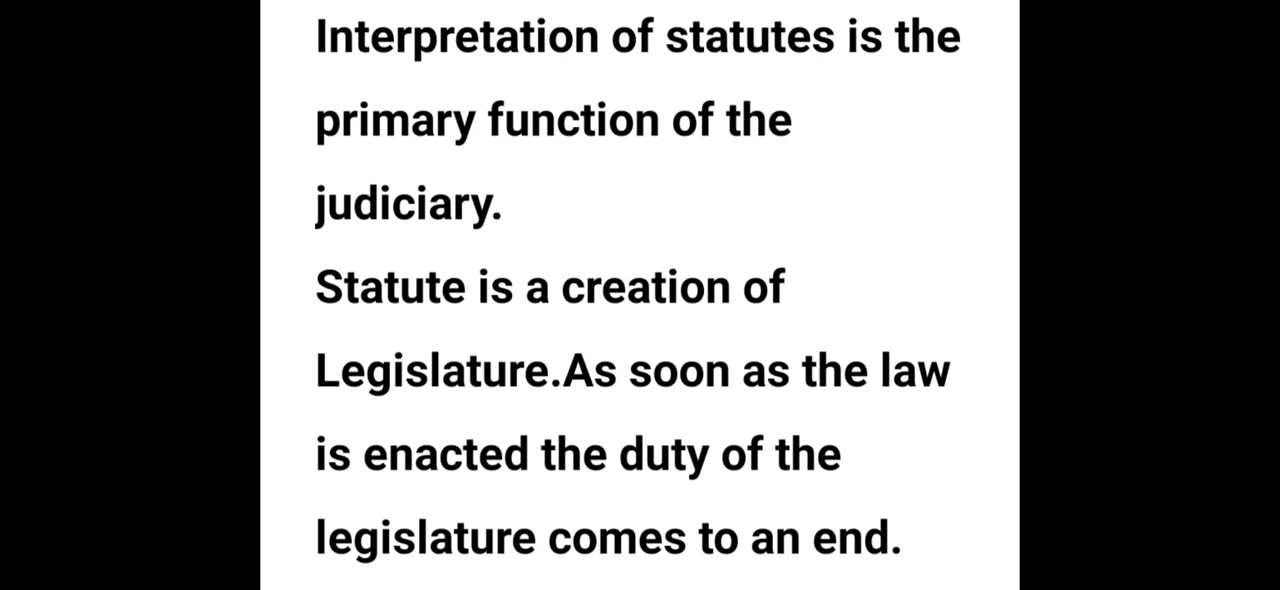 Interpretation of statutes is the
primary function of the
judiciary.
Statute is a creation of
Legislature.As soon as the law
is enacted the duty of the
legislature comes to an end.